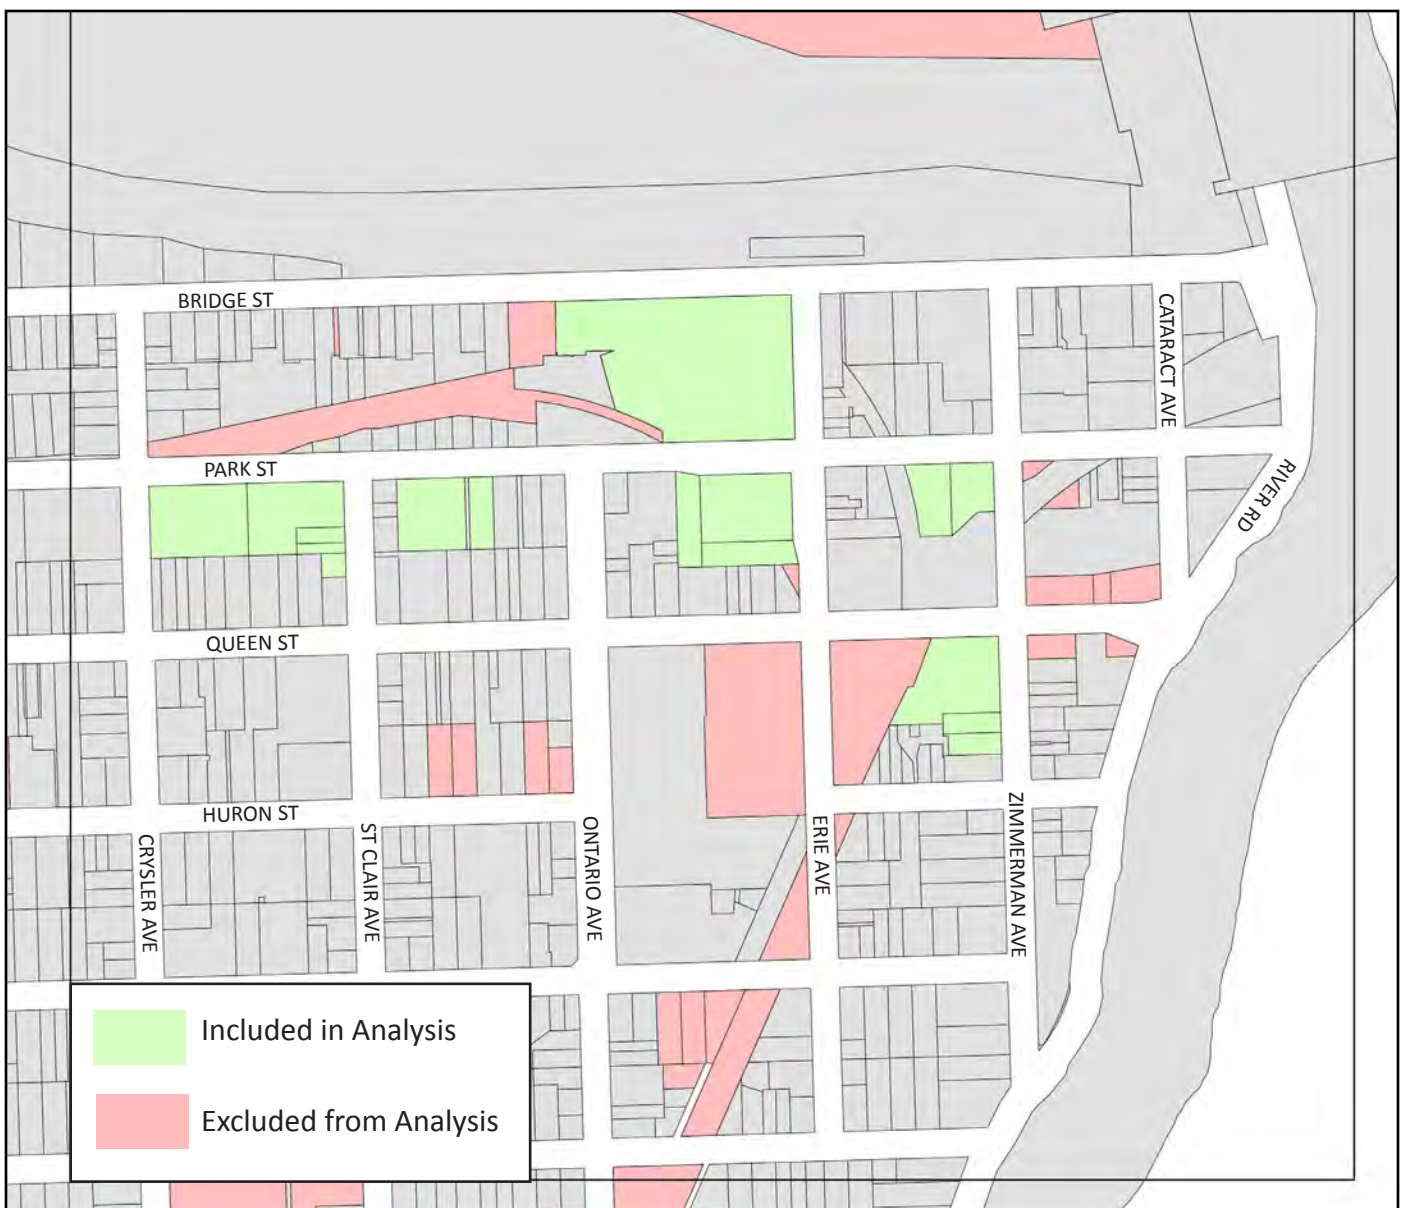 BRIDGE ST
CATARACT AVE
PARK ST
RIVER RD
QUEEN ST
HURON ST
CRYSLER AVE
ST CLAIR AVE
ONTARIO AVE
ERIE AVE
ZIMMERMAN AVE
Included in Analysis
Excluded from Analysis